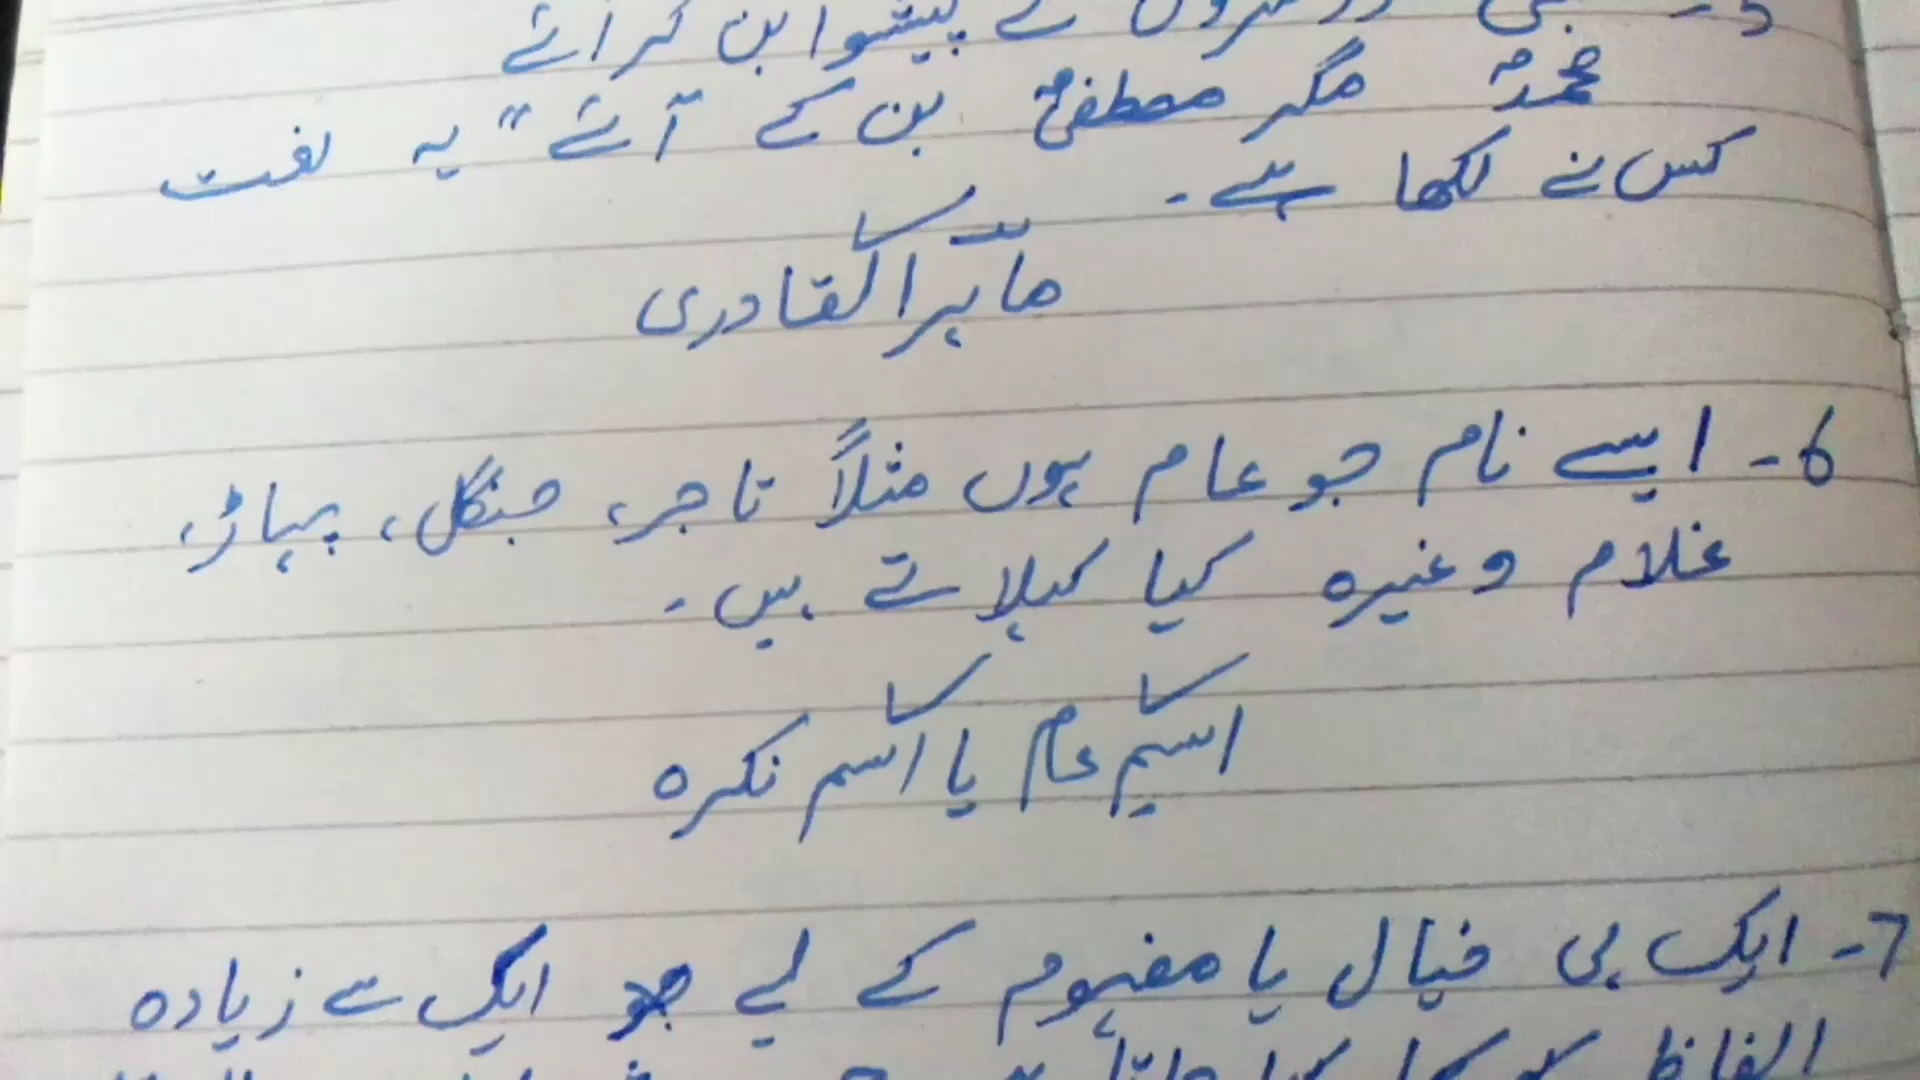 پیشوا بن کر آئے
محمدؐ مگر مصطفیٰؐ بن کے آئے" یہ نعت
کس نے لکھا ہے۔
ماہر القادری
6۔ ایسے نام جو عام ہوں مثلاً تاجر، جنگل، پہاڑ،
غلام وغیرہ کیا کہلاتے ہیں۔
اسم عام یا اسم نکرہ
7۔ ایک ہی خیال یا مفہوم کے لیے جو ایک سے زیادہ
الفاظ